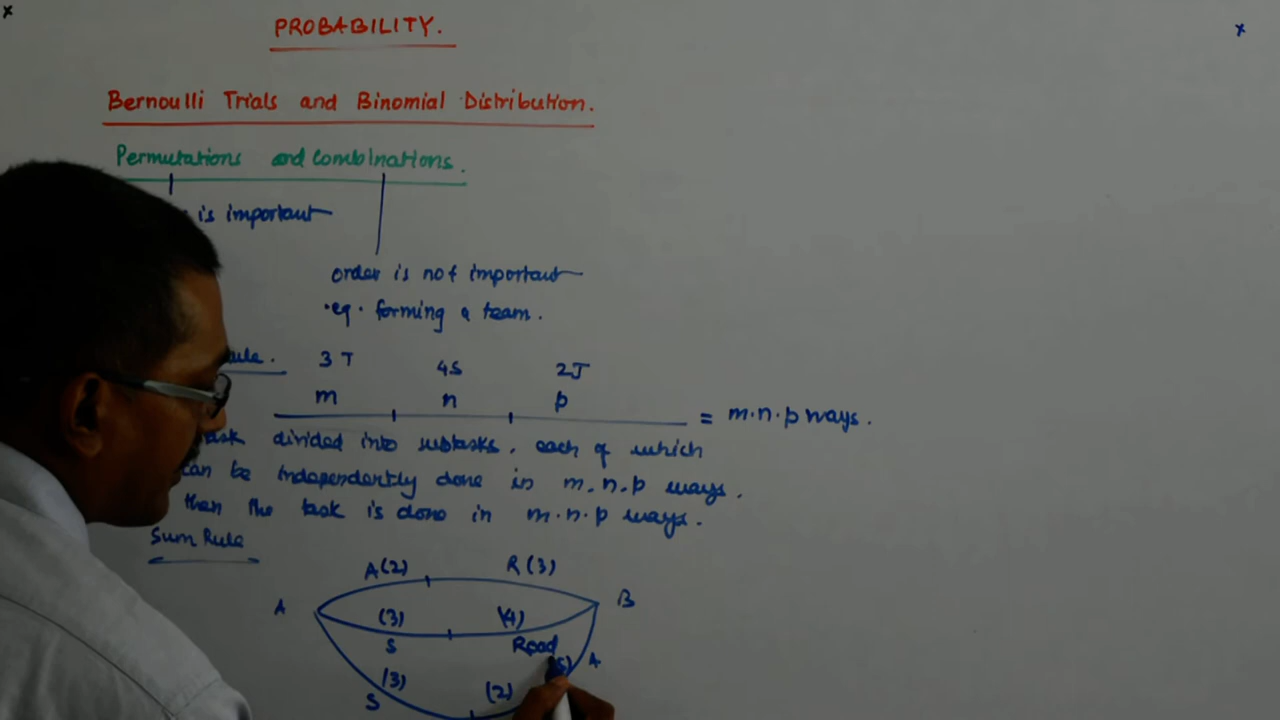 PROBABILITY.
Bernoulli Trials and Binomial Distribution.
Permutations and Combinations.
is important
order is not important
eg. forming a team.
3 T 4S 2J
m n p = m.n.p ways.
divided into subtasks, each of which
can be independently done in m.n.p ways.
then the task is done in m.n.p ways.
Sum Rule
A(2) R(3)
A B
(3) (4)
S Road
A
(3) (2)
S